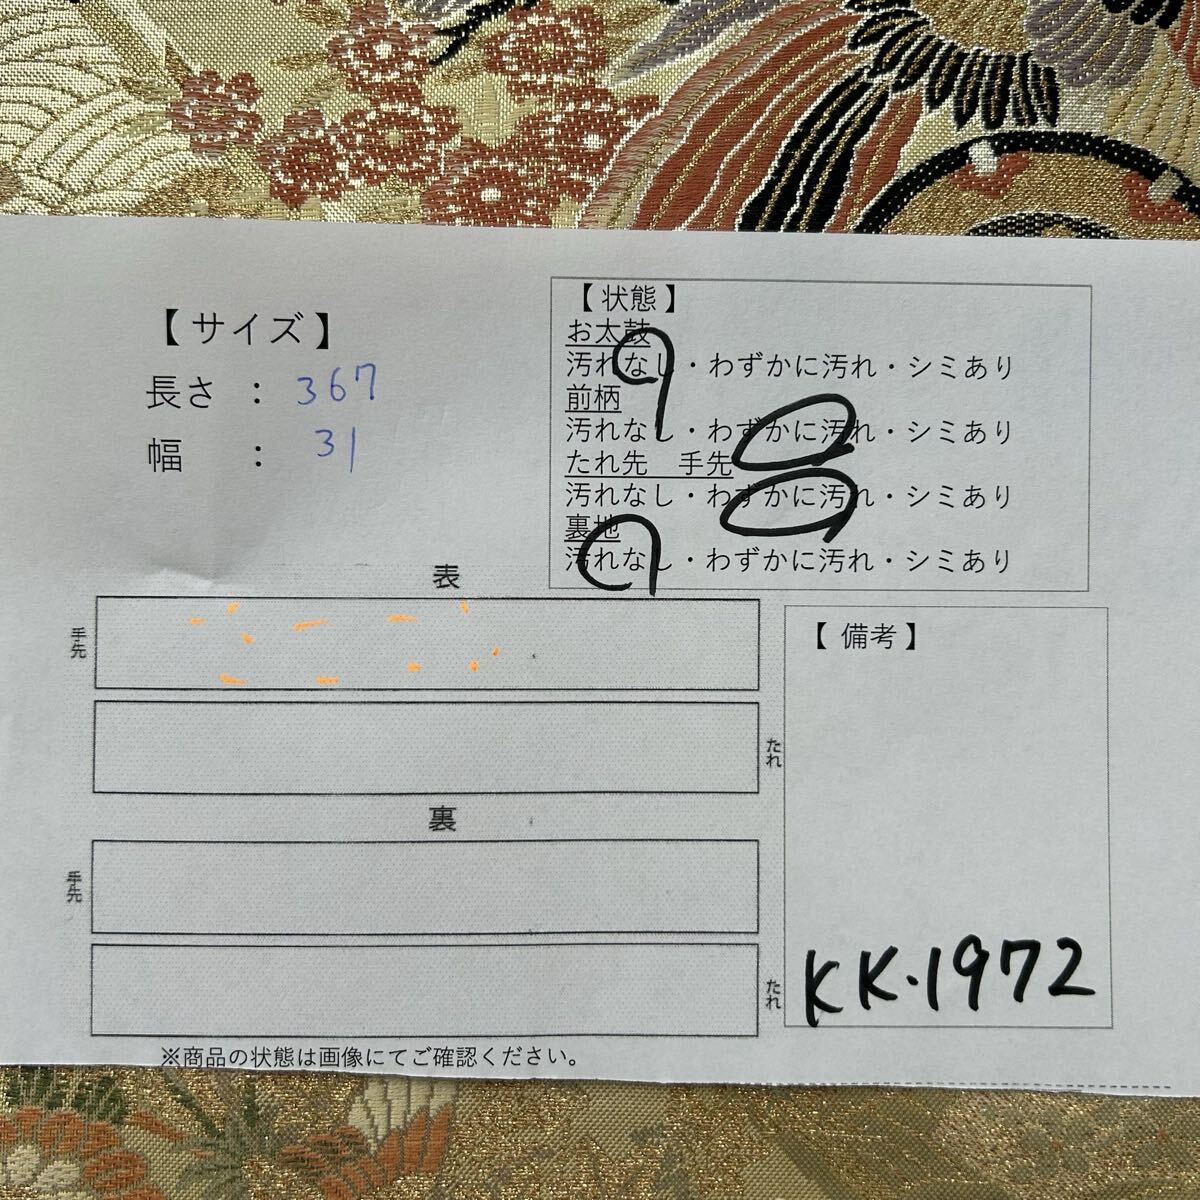 【サイズ】
長さ : 367
幅 : 31
【状態】
お太鼓
汚れなし・わずかに汚れ・シミあり
前柄
汚れなし・わずかに汚れ・シミあり
たれ先 手先
汚れなし・わずかに汚れ・シミあり
裏地
汚れなし・わずかに汚れ・シミあり
表
手先
たれ
裏
手先
たれ
【備考】
KK.1972
※商品の状態は画像にてご確認ください。